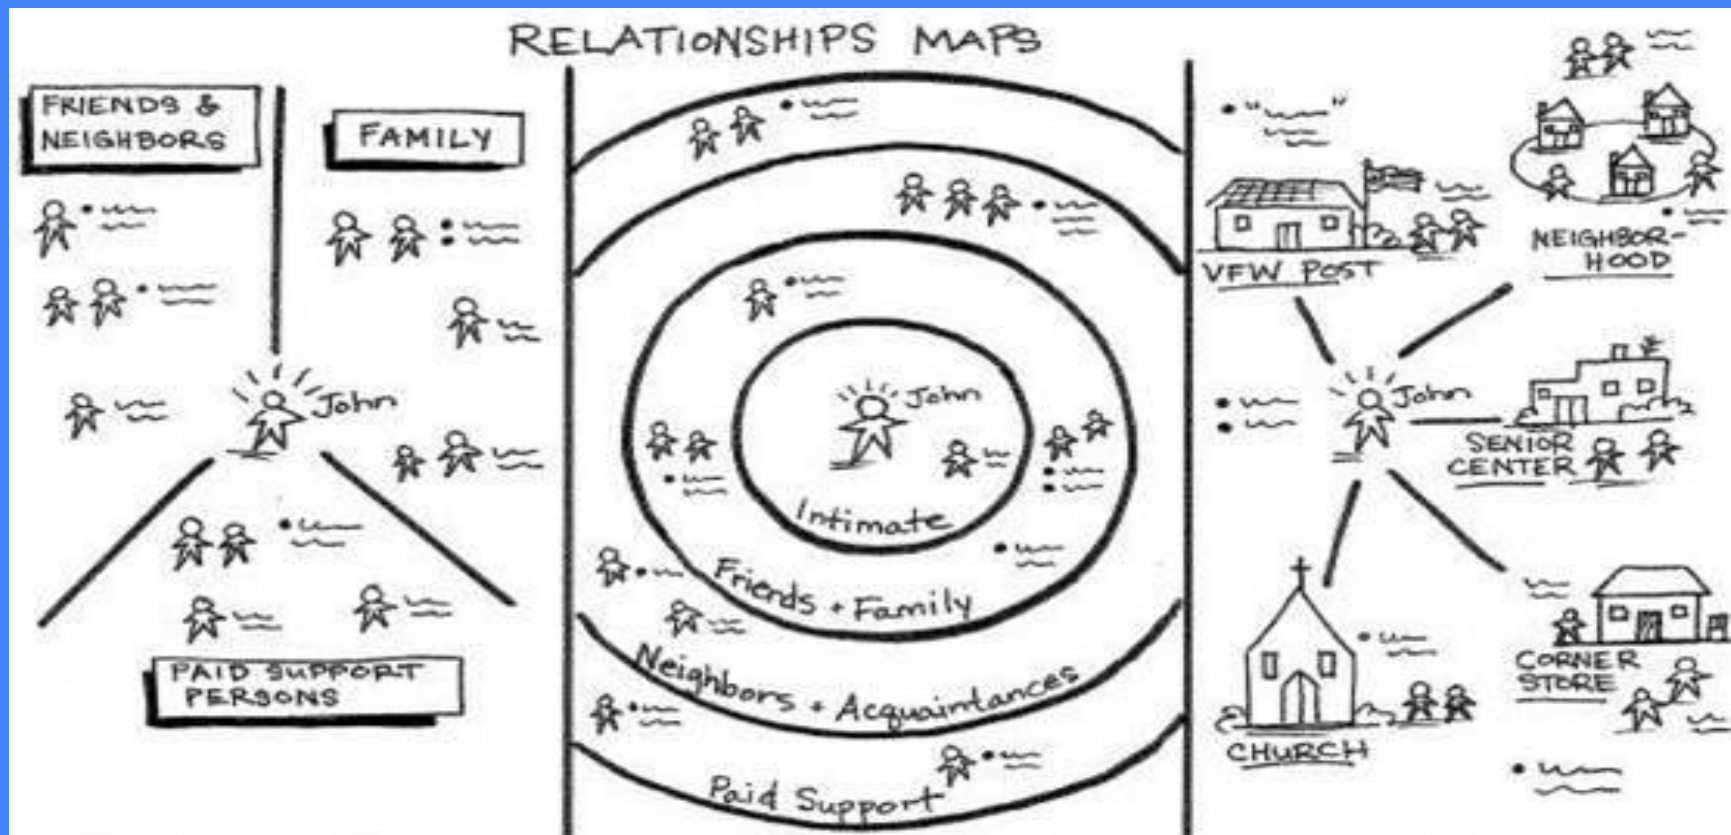 RELATIONSHIPS MAPS
FRIENDS &
NEIGHBORS
FAMILY
John
PAID SUPPORT
PERSONS
John
Intimate
Friends + Family
Neighbors + Acquaintances
Paid Support
VFW POST
NEIGHBOR-
HOOD
John
SENIOR
CENTER
CORNER
STORE
CHURCH